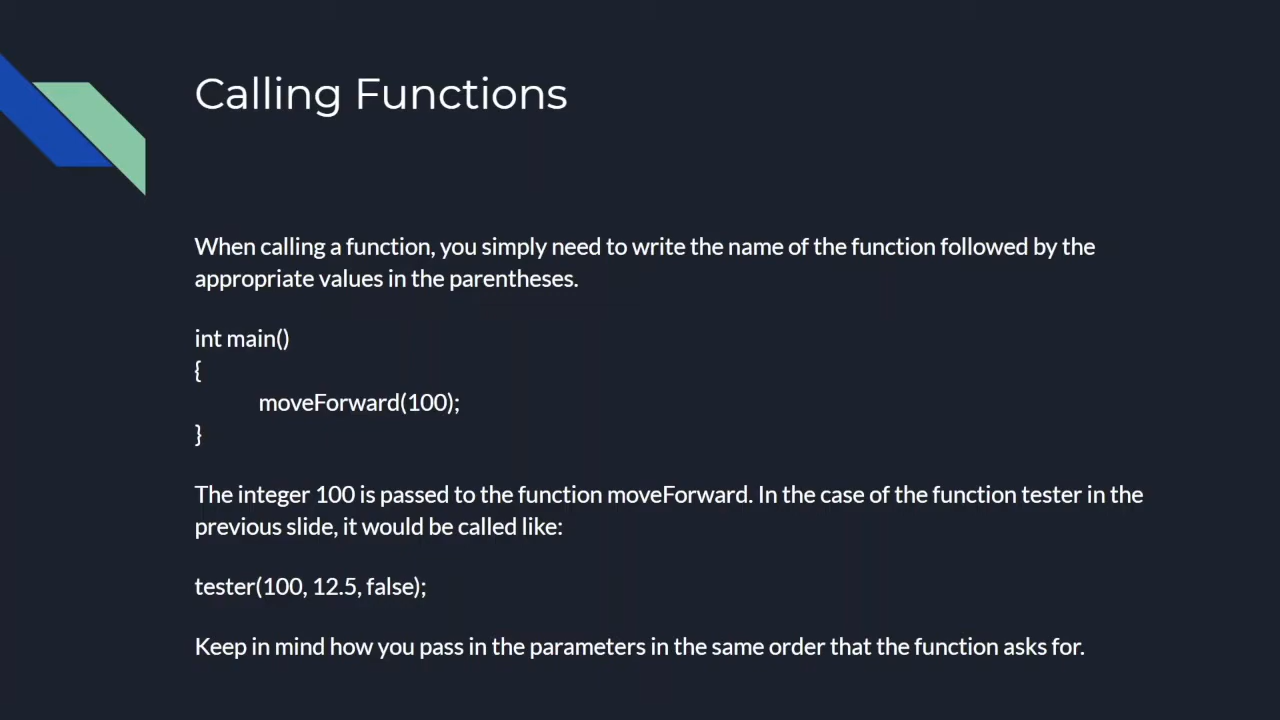 Calling Functions
When calling a function, you simply need to write the name of the function followed by the
appropriate values in the parentheses.
int main()
{
moveForward(100);
}
The integer 100 is passed to the function moveForward. In the case of the function tester in the
previous slide, it would be called like:
tester(100, 12.5, false);
Keep in mind how you pass in the parameters in the same order that the function asks for.